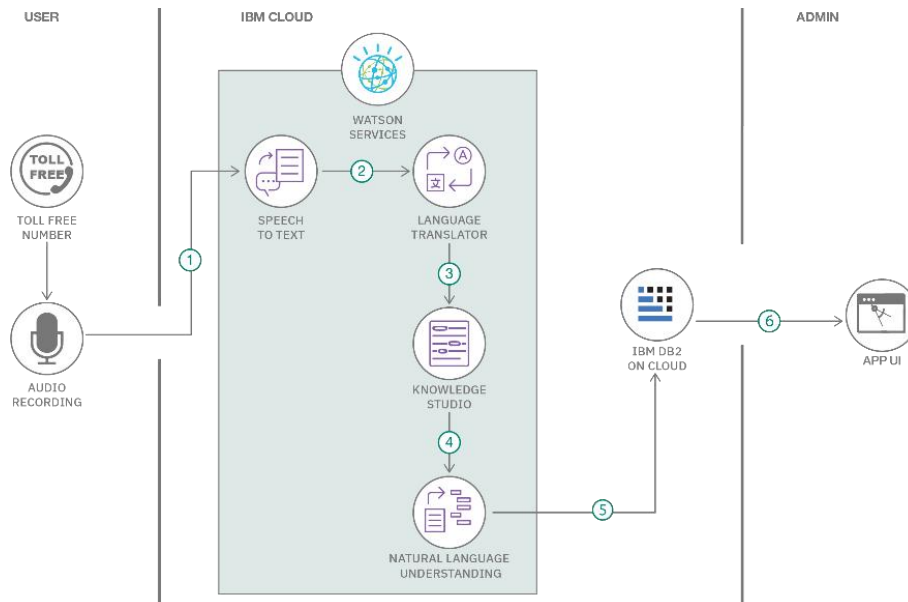 USER
IBM CLOUD
ADMIN
WATSON
SERVICES
TOLL
FREE
TOLL FREE
NUMBER
AUDIO
RECORDING
1
SPEECH
TO TEXT
2
A
文
LANGUAGE
TRANSLATOR
3
KNOWLEDGE
STUDIO
4
NATURAL LANGUAGE
UNDERSTANDING
5
IBM DB2
ON CLOUD
6
APP UI